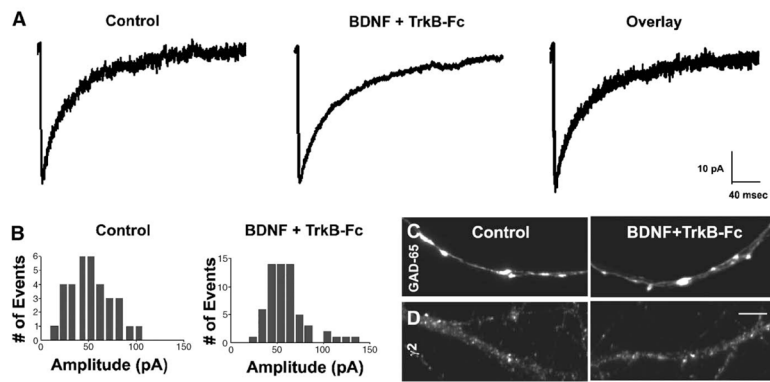 A
Control
BDNF + TrkB-Fc
Overlay
10 pA
40 msec
B
Control
# of Events
6
5
4
3
2
1
0
0 50 100 150
Amplitude (pA)
BDNF + TrkB-Fc
# of Events
15
10
5
0
0 50 100 150
Amplitude (pA)
C
GAD-65
Control
BDNF+TrkB-Fc
D
γ2